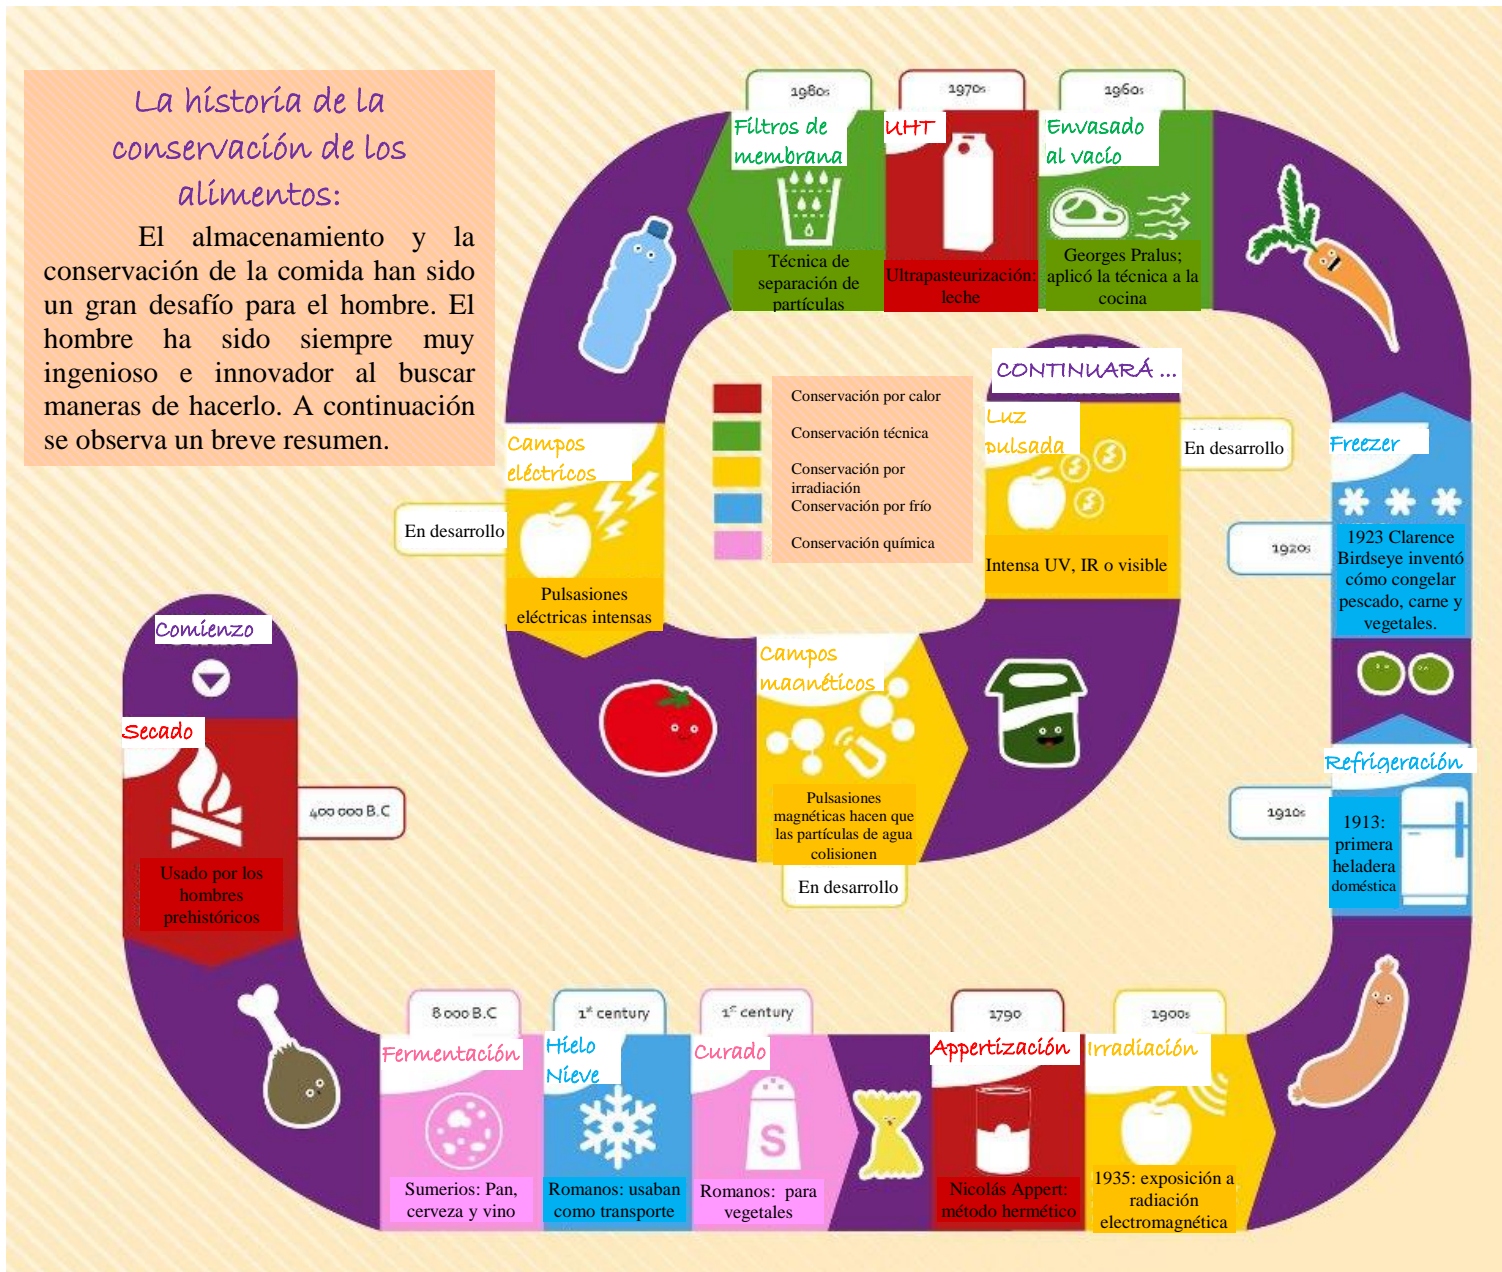 La historia de la
conservación de los
alimentos:
El almacenamiento y la
conservación de la comida han sido
un gran desafío para el hombre. El
hombre ha sido siempre muy
ingenioso e innovador al buscar
maneras de hacerlo. A continuación
se observa un breve resumen.
Comienzo
Secado
400 000 B.C
Usado por los
hombres
prehistóricos
8 000 B.C
Fermentación
Sumerios: Pan,
cerveza y vino
1st century
Hielo
Nieve
Romanos: usaban
como transporte
1st century
Curado
S
Romanos: para
vegetales
1790
Appertización
Nicolás Appert:
método hermético
1900s
Irradiación
1935: exposición a
radiación
electromagnética
Refrigeración
1910s
1913:
primera
heladera
doméstica
Freezer
1920s
1923 Clarence
Birdseye inventó
cómo congelar
pescado, carne y
vegetales.
1960s
Envasado
al vacío
Georges Pralus;
aplicó la técnica a la
cocina
1970s
UHT
Ultrapasteurización:
leche
1980s
Filtros de
membrana
Técnica de
separación de
partículas
Campos
eléctricos
En desarrollo
Pulsasiones
eléctricas intensas
Campos
magnéticos
Pulsasiones
magnéticas hacen que
las partículas de agua
colisionen
En desarrollo
Luz
pulsada
En desarrollo
Intensa UV, IR o visible
CONTINUARÁ ...
Conservación por calor
Conservación técnica
Conservación por
irradiación
Conservación por frío
Conservación química